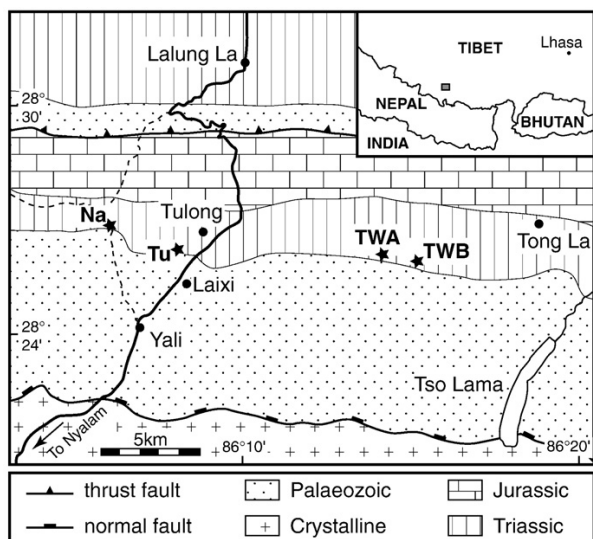 Lalung La
TIBET
Lhasa
NEPAL
BHUTAN
INDIA
28°
30'
Na
Tulong
Tu
TWA
TWB
Tong La
Laixi
28°
24'
Yali
Tso Lama
To Nyalam
5km
86°10'
86°20'
thrust fault
Palaeozoic
Jurassic
normal fault
Crystalline
Triassic